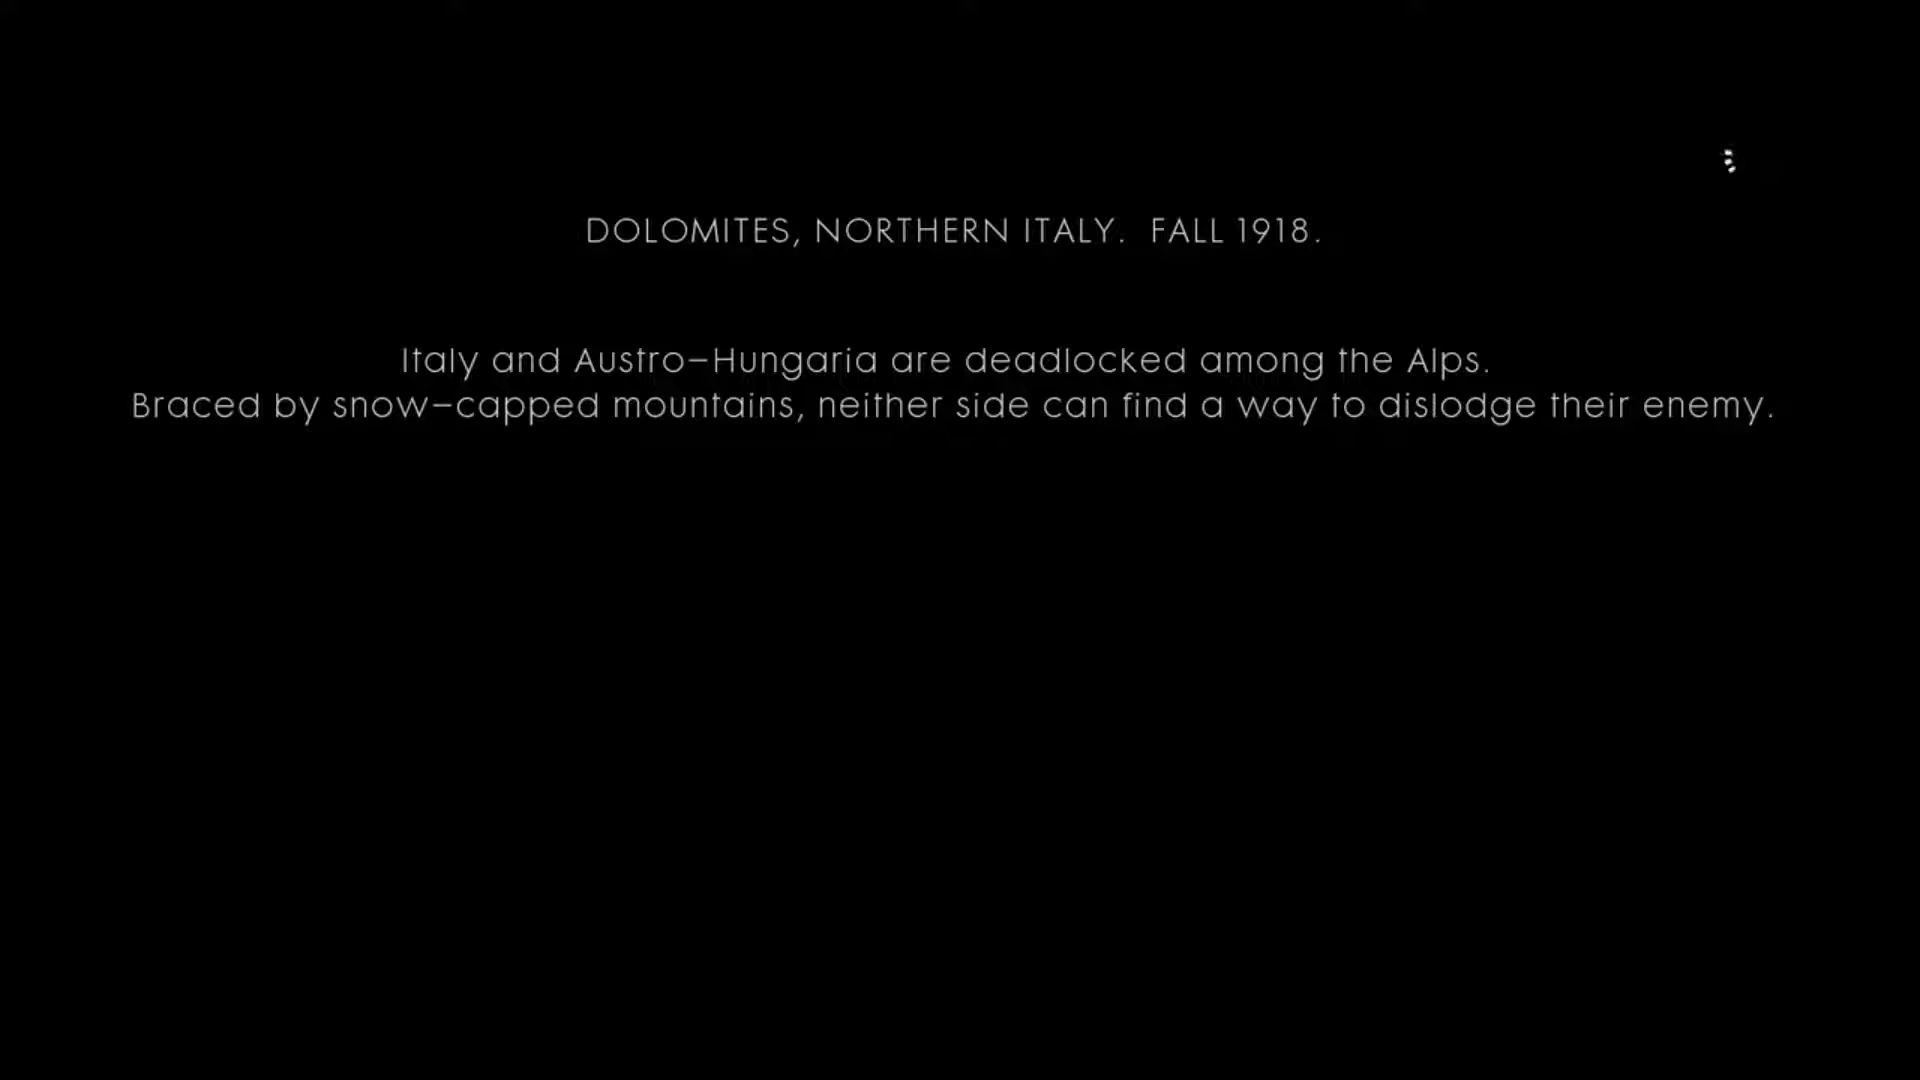 DOLOMITES, NORTHERN ITALY. FALL 1918.
Italy and Austro-Hungaria are deadlocked among the Alps.
Braced by snow-capped mountains, neither side can find a way to dislodge their enemy.